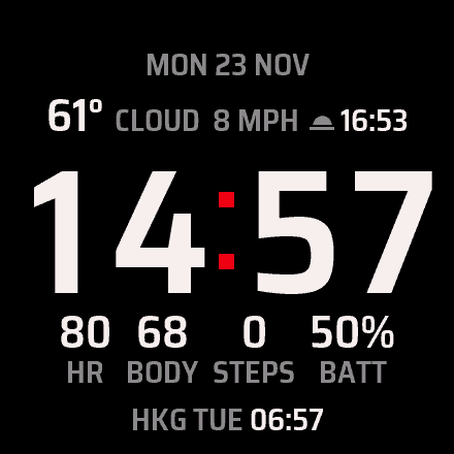 MON 23 NOV
61° CLOUD 8 MPH 16:53
14:57
80 68 0 50%
HR BODY STEPS BATT
HKG TUE 06:57